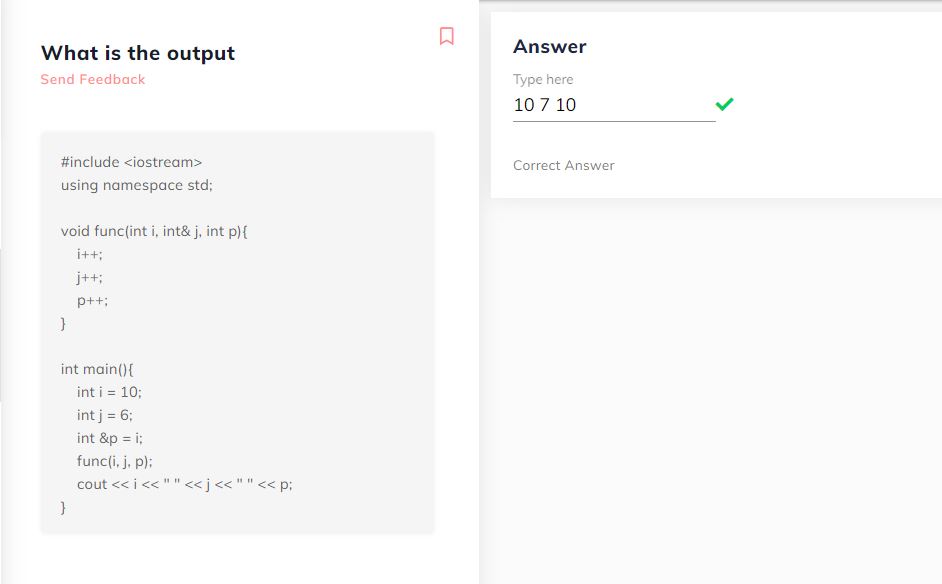 What is the output
Send Feedback
#include <iostream>
using namespace std;
void func(int i, int& j, int p){
i++;
j++;
p++;
}
int main(){
int i = 10;
int j = 6;
int &p = i;
func(i, j, p);
cout << i << " " << j << " " << p;
}
Answer
Type here
10 7 10
Correct Answer